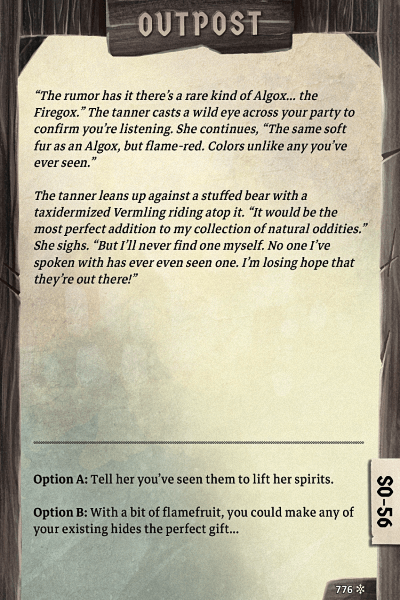 OUTPOST
“The rumor has it there’s a rare kind of Algox... the
Firegox.” The tanner casts a wild eye across your party to
confirm you’re listening. She continues, “The same soft
fur as an Algox, but flame-red. Colors unlike any you’ve
ever seen.”
The tanner leans up against a stuffed bear with a
taxidermized Vermling riding atop it. “It would be the
most perfect addition to my collection of natural oddities.”
She sighs. “But I’ll never find one myself. No one I’ve
spoken with has ever even seen one. I’m losing hope that
they’re out there!”
Option A: Tell her you’ve seen them to lift her spirits.
Option B: With a bit of flamefruit, you could make any of
your existing hides the perfect gift...
SO-56
776